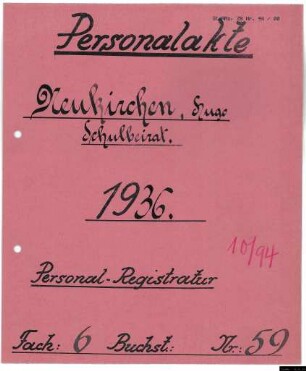 Personalakte
Neukirchen, Hugo
Schulbeirat.
1936.
10/94
Personal-Registratur
Fach: 6 Buchst.: Nr.: 59